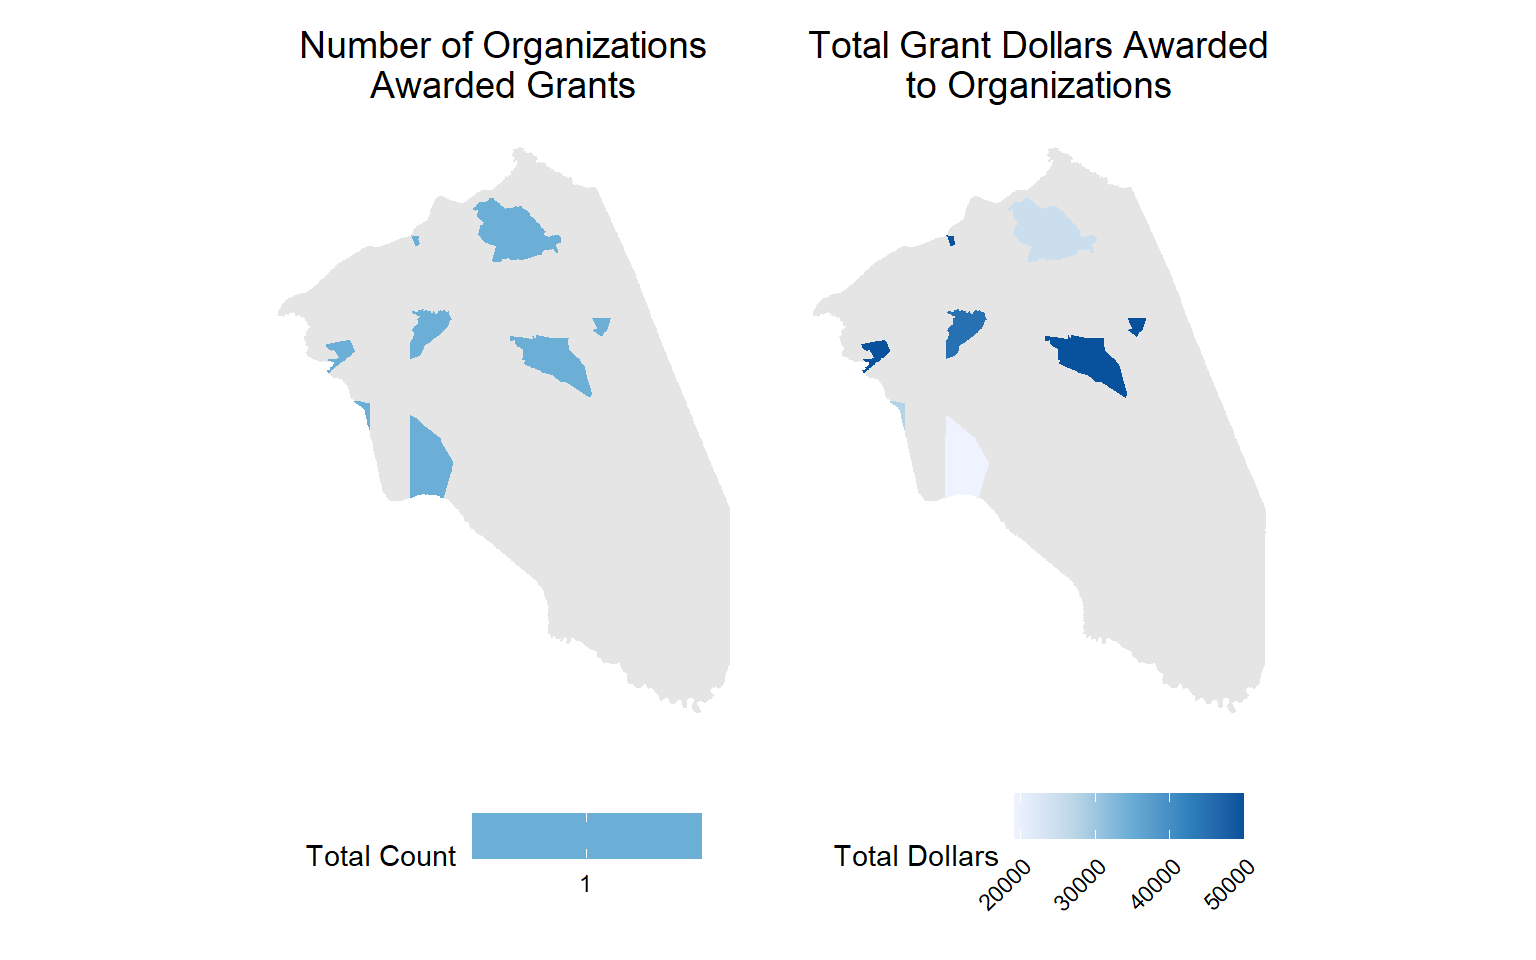 Number of Organizations
Awarded Grants
Total Grant Dollars Awarded
to Organizations
Total Count
1
Total Dollars
20000
30000
40000
50000